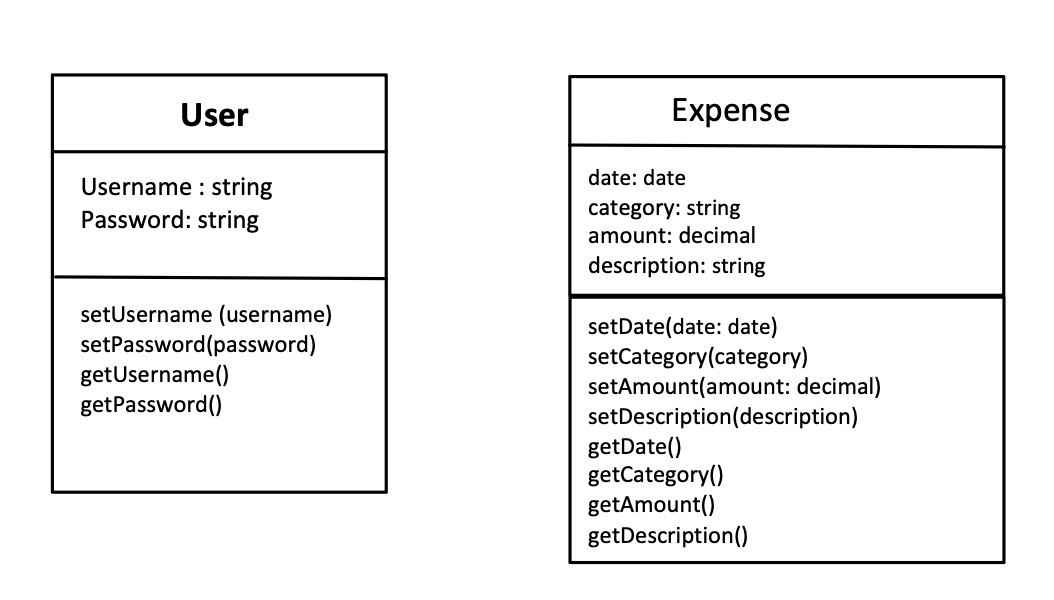 User
Username : string
Password: string
setUsername (username)
setPassword(password)
getUsername()
getPassword()
Expense
date: date
category: string
amount: decimal
description: string
setDate(date: date)
setCategory(category)
setAmount(amount: decimal)
setDescription(description)
getDate()
getCategory()
getAmount()
getDescription()